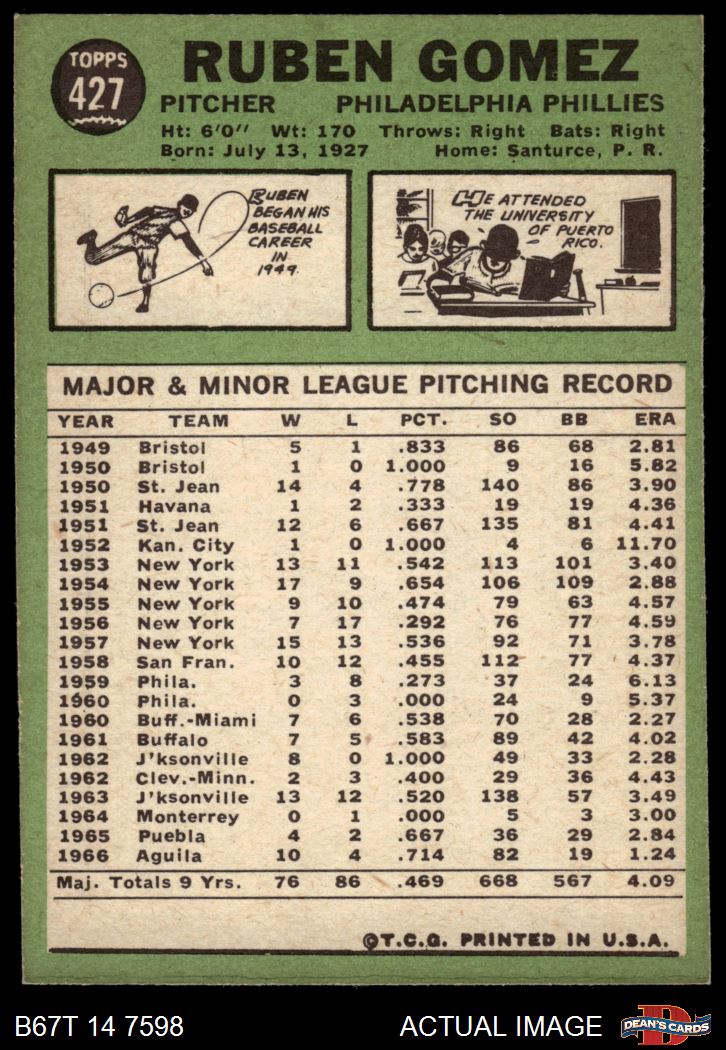 TOPPS
427
RUBEN GOMEZ
PITCHER PHILADELPHIA PHILLIES
Ht: 6'0" Wt: 170 Throws: Right Bats: Right
Born: July 13, 1927 Home: Santurce, P. R.
RUBEN
BEGAN HIS
BASEBALL
CAREER
IN
1949.
HE ATTENDED
THE UNIVERSITY
OF PUERTO
RICO.
MAJOR & MINOR LEAGUE PITCHING RECORD
YEAR TEAM W L PCT. SO BB ERA
1949 Bristol 5 1 .833 86 68 2.81
1950 Bristol 1 0 1.000 9 16 5.82
1950 St. Jean 14 4 .778 140 86 3.90
1951 Havana 1 2 .333 19 19 4.36
1951 St. Jean 12 6 .667 135 81 4.41
1952 Kan. City 1 0 1.000 4 6 11.70
1953 New York 13 11 .542 113 101 3.40
1954 New York 17 9 .654 106 109 2.88
1955 New York 9 10 .474 79 63 4.57
1956 New York 7 17 .292 76 77 4.59
1957 New York 15 13 .536 92 71 3.78
1958 San Fran. 10 12 .455 112 77 4.37
1959 Phila. 3 8 .273 37 24 6.13
1960 Phila. 0 3 .000 24 9 5.37
1960 Buff.-Miami 7 6 .538 70 28 2.27
1961 Buffalo 7 5 .583 89 42 4.02
1962 J'ksonville 8 0 1.000 49 33 2.28
1962 Clev.-Minn. 2 3 .400 29 36 4.43
1963 J'ksonville 13 12 .520 138 57 3.49
1964 Monterrey 0 1 .000 5 3 3.00
1965 Puebla 4 2 .667 36 29 2.84
1966 Aguila 10 4 .714 82 19 1.24
Maj. Totals 9 Yrs. 76 86 .469 668 567 4.09
©T.C.G. PRINTED IN U.S.A.
B67T 14 7598 ACTUAL IMAGE
D
DEAN'S CARDS